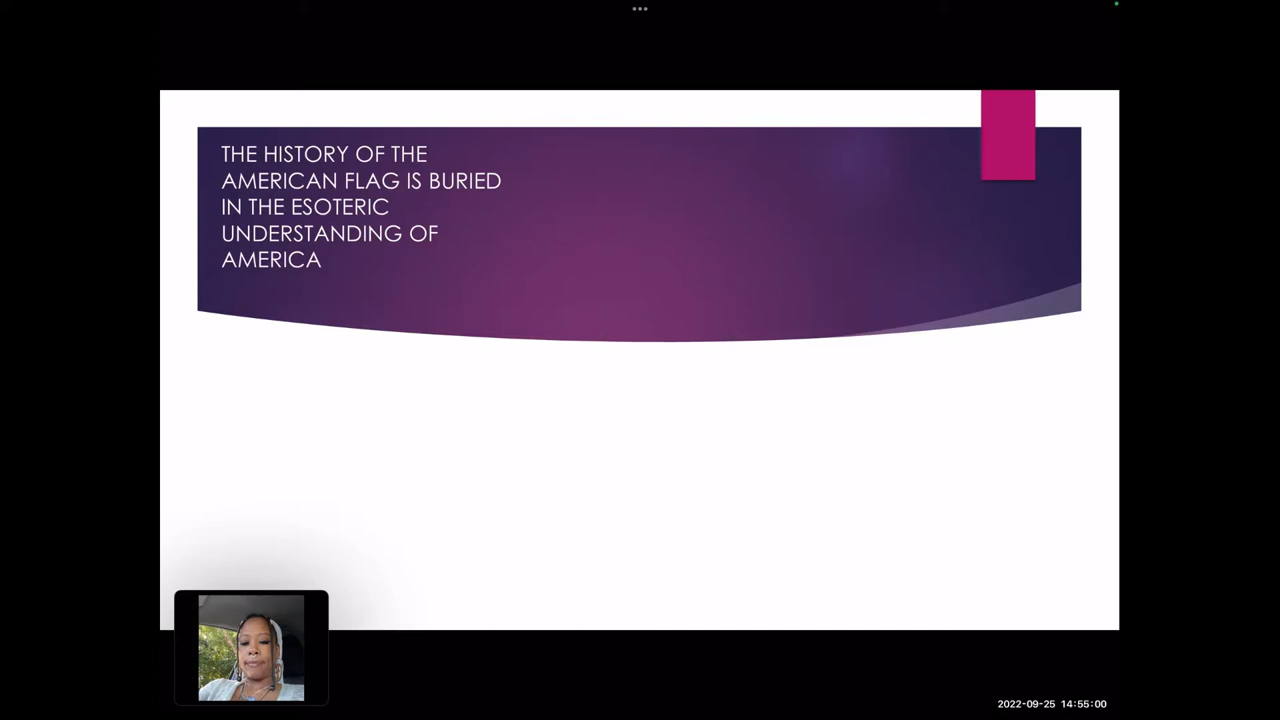 THE HISTORY OF THE
AMERICAN FLAG IS BURIED
IN THE ESOTERIC
UNDERSTANDING OF
AMERICA
2022-09-25 14:55:00